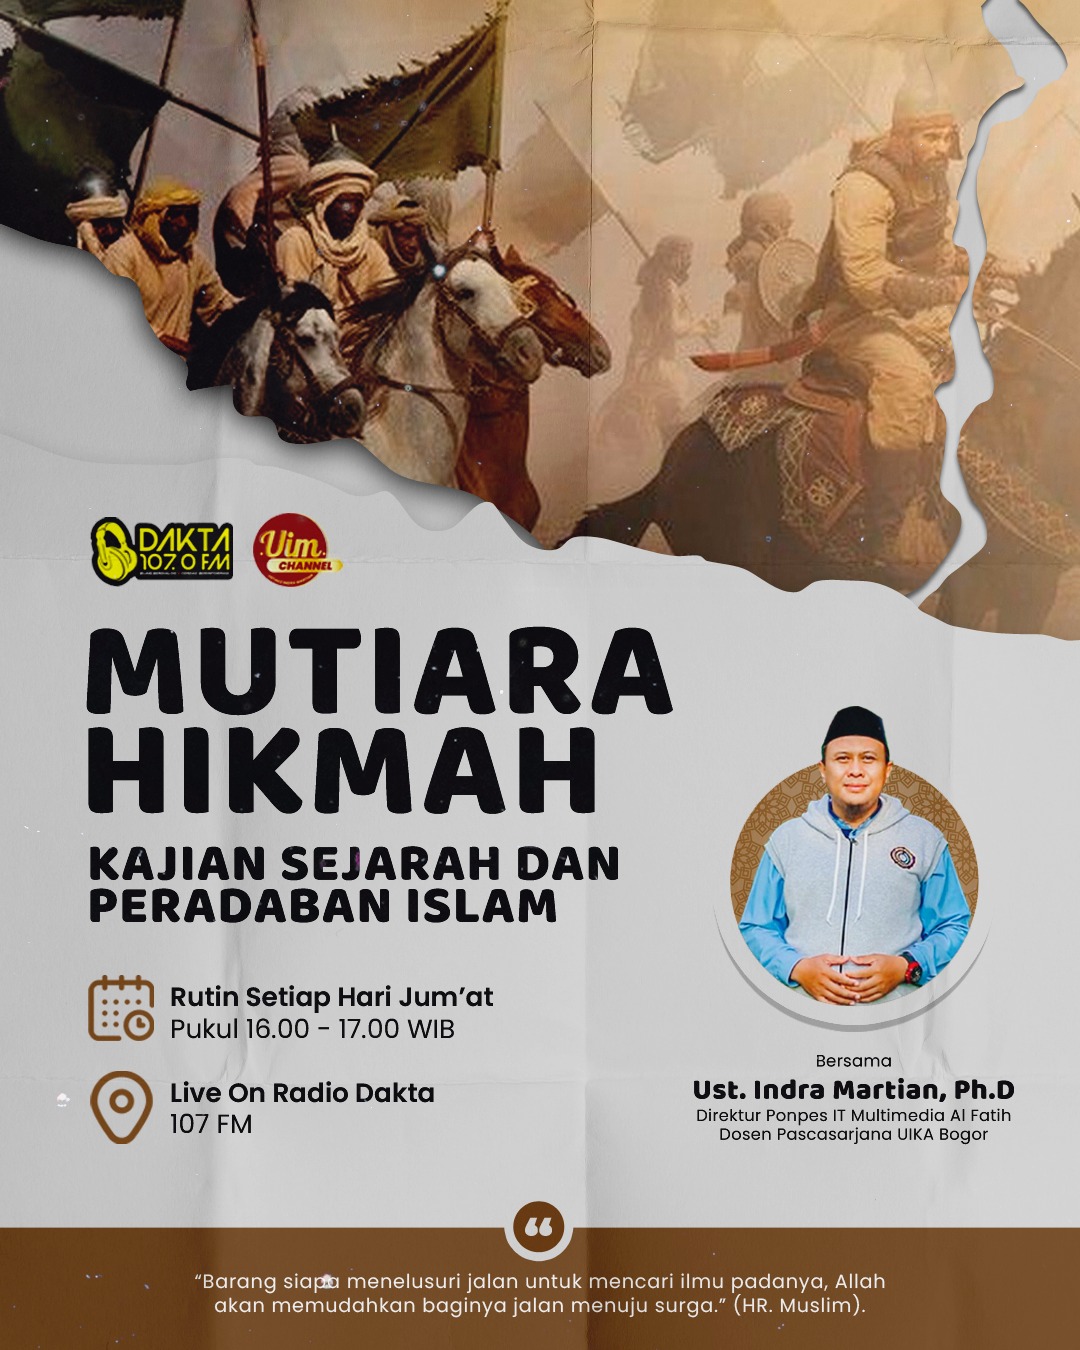 DAKTA
107.0 FM
Uim
CHANNEL
MUTIARA
HIKMAH
KAJIAN SEJARAH DAN
PERADABAN ISLAM
Rutin Setiap Hari Jum’at
Pukul 16.00 - 17.00 WIB
Live On Radio Dakta
107 FM
Bersama
Ust. Indra Martian, Ph.D
Direktur Ponpes IT Multimedia Al Fatih
Dosen Pascasarjana UIKA Bogor
“Barang siapa menelusuri jalan untuk mencari ilmu padanya, Allah
akan memudahkan baginya jalan menuju surga.” (HR. Muslim).